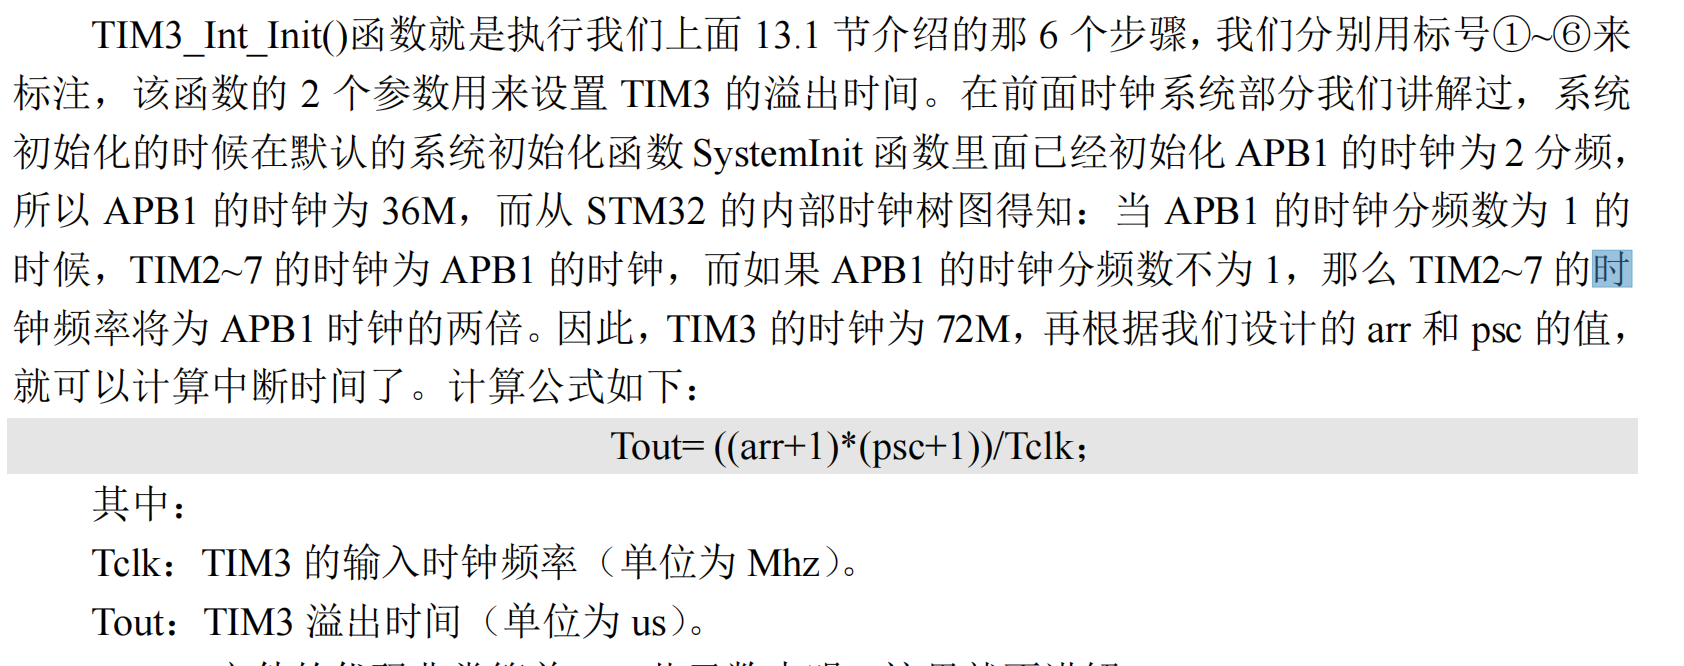 TIM3_Int_Init()函数就是执行我们上面 13.1 节介绍的那 6 个步骤，我们分别用标号①~⑥来
标注，该函数的 2 个参数用来设置 TIM3 的溢出时间。在前面时钟系统部分我们讲解过，系统
初始化的时候在默认的系统初始化函数 SystemInit 函数里面已经初始化 APB1 的时钟为 2 分频，
所以 APB1 的时钟为 36M，而从 STM32 的内部时钟树图得知：当 APB1 的时钟分频数为 1 的
时候，TIM2~7 的时钟为 APB1 的时钟，而如果 APB1 的时钟分频数不为 1，那么 TIM2~7 的时
钟频率将为 APB1 时钟的两倍。因此，TIM3 的时钟为 72M，再根据我们设计的 arr 和 psc 的值，
就可以计算中断时间了。计算公式如下：
Tout= ((arr+1)*(psc+1))/Tclk；
其中：
Tclk：TIM3 的输入时钟频率（单位为 Mhz）。
Tout：TIM3 溢出时间（单位为 us）。